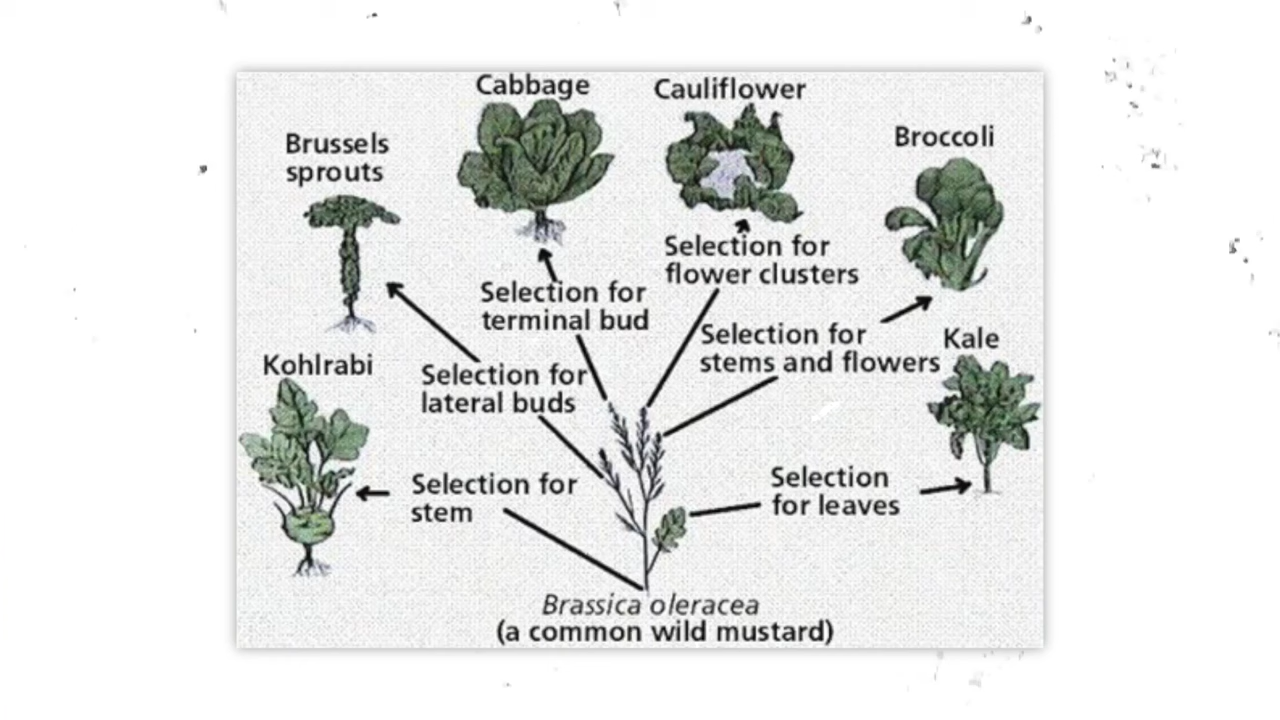 Cabbage
Cauliflower
Brussels
sprouts
Broccoli
Selection for
flower clusters
Selection for
terminal bud
Selection for
stems and flowers
Kale
Kohlrabi
Selection for
lateral buds
Selection for
stem
Selection
for leaves
Brassica oleracea
(a common wild mustard)